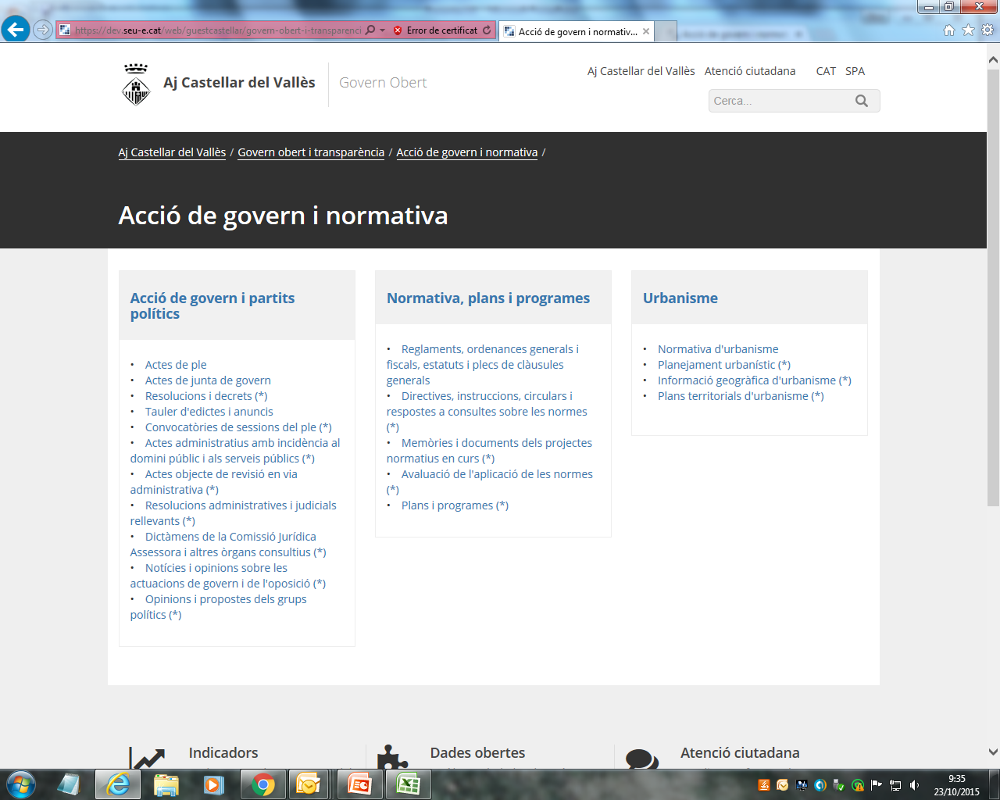 https://dev.seu-e.cat/web/guestcastellar/govern-obert-i-transparenci
Error de certificat
Acció de govern i normativ...
Aj Castellar del Vallès
Govern Obert
Aj Castellar del Vallès Atenció ciutadana CAT SPA
Cerca...
Aj Castellar del Vallès / Govern obert i transparència / Acció de govern i normativa /
Acció de govern i normativa
Acció de govern i partits
polítics
• Actes de ple
• Actes de junta de govern
• Resolucions i decrets (*)
• Tauler d'edictes i anuncis
• Convocatòries de sessions del ple (*)
• Actes administratius amb incidència al
domini públic i als serveis públics (*)
• Actes objecte de revisió en via
administrativa (*)
• Resolucions administratives i judicials
rellevants (*)
• Dictàmens de la Comissió Jurídica
Assessora i altres òrgans consultius (*)
• Notícies i opinions sobre les
actuacions de govern i de l'oposició (*)
• Opinions i propostes dels grups
polítics (*)
Normativa, plans i programes
• Reglaments, ordenances generals i
fiscals, estatuts i plecs de clàusules
generals
• Directives, instruccions, circulars i
respostes a consultes sobre les normes
(*)
• Memòries i documents dels projectes
normatius en curs (*)
• Avaluació de l'aplicació de les normes
(*)
• Plans i programes (*)
Urbanisme
• Normativa d'urbanisme
• Planejament urbanístic (*)
• Informació geogràfica d'urbanisme (*)
• Plans territorials d'urbanisme (*)
Indicadors
Dades obertes
Atenció ciutadana
9:35
23/10/2015